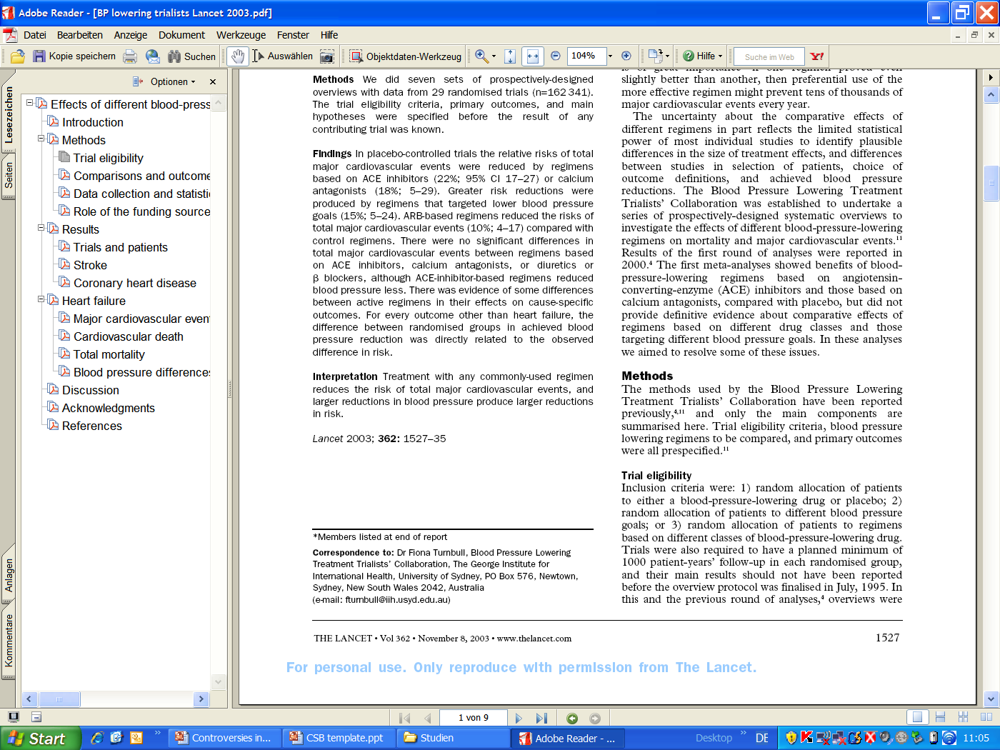 Adobe Reader - [BP lowering trialists Lancet 2003.pdf]
Datei Bearbeiten Anzeige Dokument Werkzeuge Fenster Hilfe
Kopie speichern Suchen Auswählen Objektdaten-Werkzeug 104% Hilfe Suche im Web Y!
Lesezeichen
Seiten
Anlagen
Kommentare
Optionen
Effects of different blood-press
Introduction
Methods
Trial eligibility
Comparisons and outcome
Data collection and statisti
Role of the funding source
Results
Trials and patients
Stroke
Coronary heart disease
Heart failure
Major cardiovascular even
Cardiovascular death
Total mortality
Blood pressure differences
Discussion
Acknowledgments
References
Methods We did seven sets of prospectively-designed
overviews with data from 29 randomised trials (n=162 341).
The trial eligibility criteria, primary outcomes, and main
hypotheses were specified before the result of any
contributing trial was known.
Findings In placebo-controlled trials the relative risks of total
major cardiovascular events were reduced by regimens
based on ACE inhibitors (22%; 95% CI 17–27) or calcium
antagonists (18%; 5–29). Greater risk reductions were
produced by regimens that targeted lower blood pressure
goals (15%; 5–24). ARB-based regimens reduced the risks of
total major cardiovascular events (10%; 4–17) compared with
control regimens. There were no significant differences in
total major cardiovascular events between regimens based
on ACE inhibitors, calcium antagonists, or diuretics or
β blockers, although ACE-inhibitor-based regimens reduced
blood pressure less. There was evidence of some differences
between active regimens in their effects on cause-specific
outcomes. For every outcome other than heart failure, the
difference between randomised groups in achieved blood
pressure reduction was directly related to the observed
difference in risk.
Interpretation Treatment with any commonly-used regimen
reduces the risk of total major cardiovascular events, and
larger reductions in blood pressure produce larger reductions
in risk.
Lancet 2003; 362: 1527–35
*Members listed at end of report
Correspondence to: Dr Fiona Turnbull, Blood Pressure Lowering
Treatment Trialists' Collaboration, The George Institute for
International Health, University of Sydney, PO Box 576, Newtown,
Sydney, New South Wales 2042, Australia
(e-mail: fturnbull@iih.usyd.edu.au)
is of great importance if one regimen proved even
slightly better than another, then preferential use of the
more effective regimen might prevent tens of thousands of
major cardiovascular events every year.
The uncertainty about the comparative effects of
different regimens in part reflects the limited statistical
power of most individual studies to identify plausible
differences in the size of treatment effects, and differences
between studies in selection of patients, choice of
outcome definitions, and achieved blood pressure
reductions. The Blood Pressure Lowering Treatment
Trialists' Collaboration was established to undertake a
series of prospectively-designed systematic overviews to
investigate the effects of different blood-pressure-lowering
regimens on mortality and major cardiovascular events.¹¹
Results of the first round of analyses were reported in
2000.⁴ The first meta-analyses showed benefits of blood-
pressure-lowering regimens based on angiotensin-
converting-enzyme (ACE) inhibitors and those based on
calcium antagonists, compared with placebo, but did not
provide definitive evidence about comparative effects of
regimens based on different drug classes and those
targeting different blood pressure goals. In these analyses
we aimed to resolve some of these issues.
Methods
The methods used by the Blood Pressure Lowering
Treatment Trialists' Collaboration have been reported
previously,⁴,¹¹ and only the main components are
summarised here. Trial eligibility criteria, blood pressure
lowering regimens to be compared, and primary outcomes
were all prespecified.¹¹
Trial eligibility
Inclusion criteria were: 1) random allocation of patients
to either a blood-pressure-lowering drug or placebo; 2)
random allocation of patients to different blood pressure
goals; or 3) random allocation of patients to regimens
based on different classes of blood-pressure-lowering drug.
Trials were also required to have a planned minimum of
1000 patient-years' follow-up in each randomised group,
and their main results should not have been reported
before the overview protocol was finalised in July, 1995. In
this and the previous round of analyses,⁴ overviews were
THE LANCET • Vol 362 • November 8, 2003 • www.thelancet.com 1527
For personal use. Only reproduce with permission from The Lancet.
1 von 9
Start Controversies in... CSB template.ppt Studien Adobe Reader - ... Desktop » DE 11:05